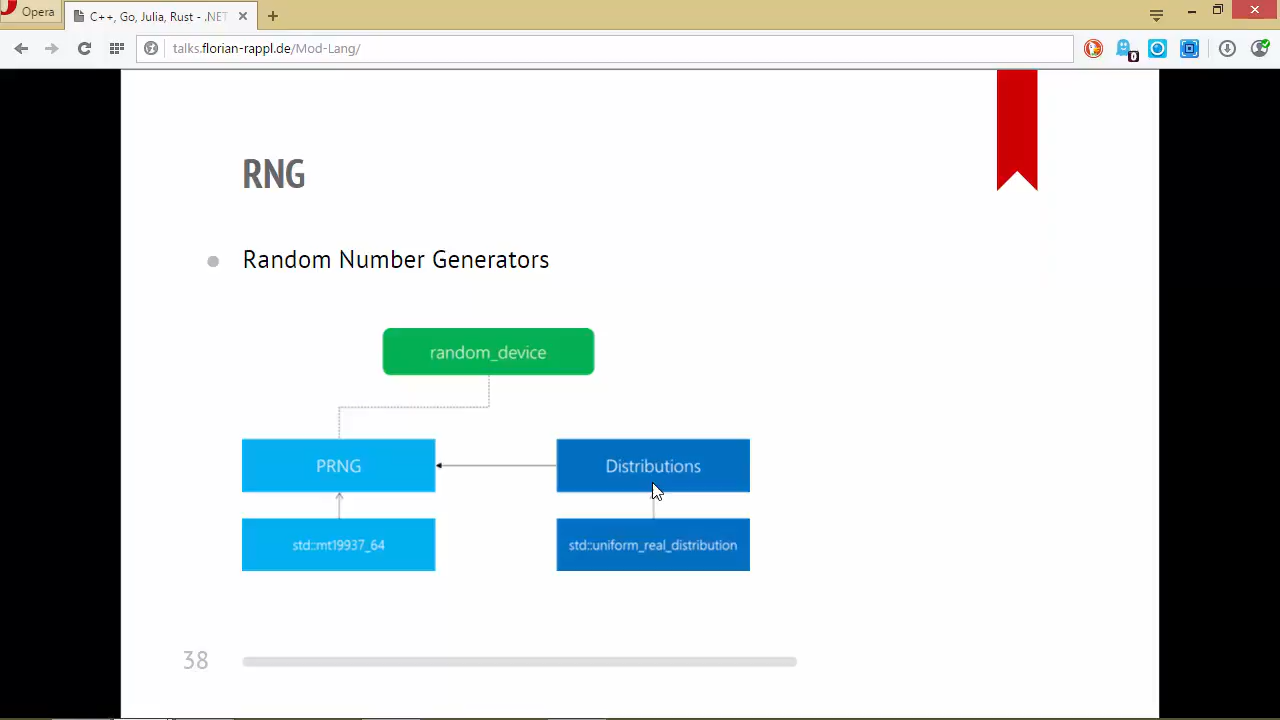 Opera
C++, Go, Julia, Rust - .NET
talks.florian-rappl.de/Mod-Lang/
0
RNG
Random Number Generators
random_device
PRNG
Distributions
std::mt19937_64
std::uniform_real_distribution
38